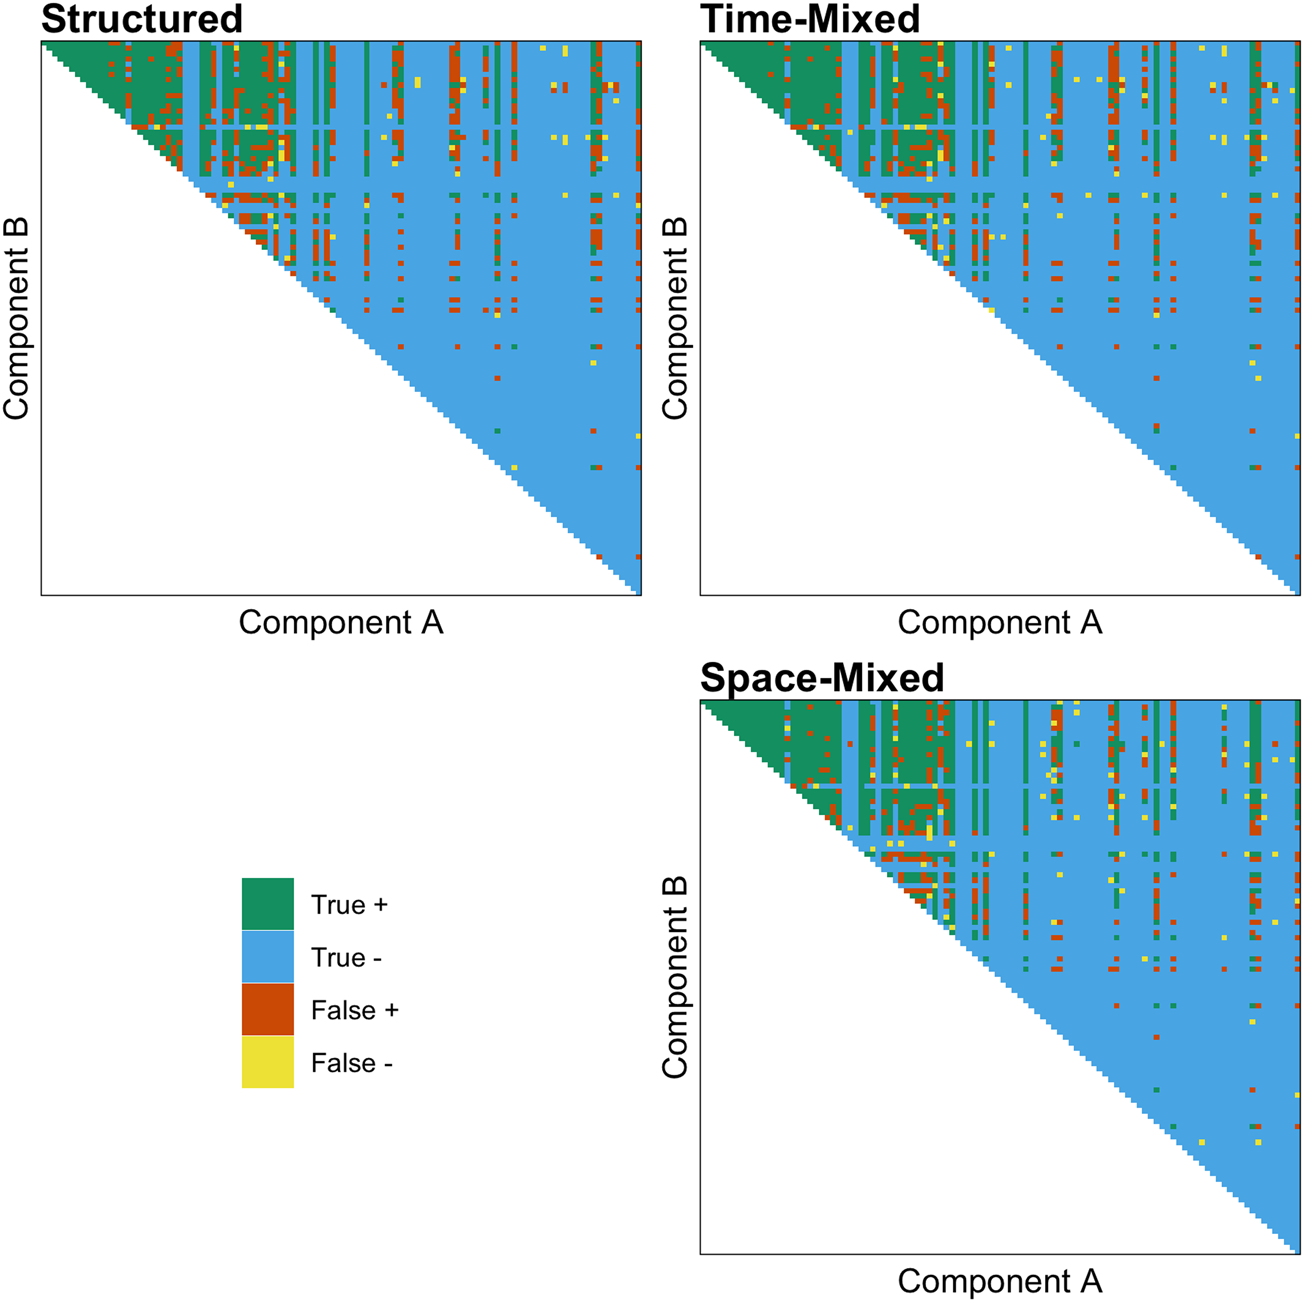 Structured
Component B
Component A
Time-Mixed
Component B
Component A
Space-Mixed
Component B
Component A
True +
True -
False +
False -